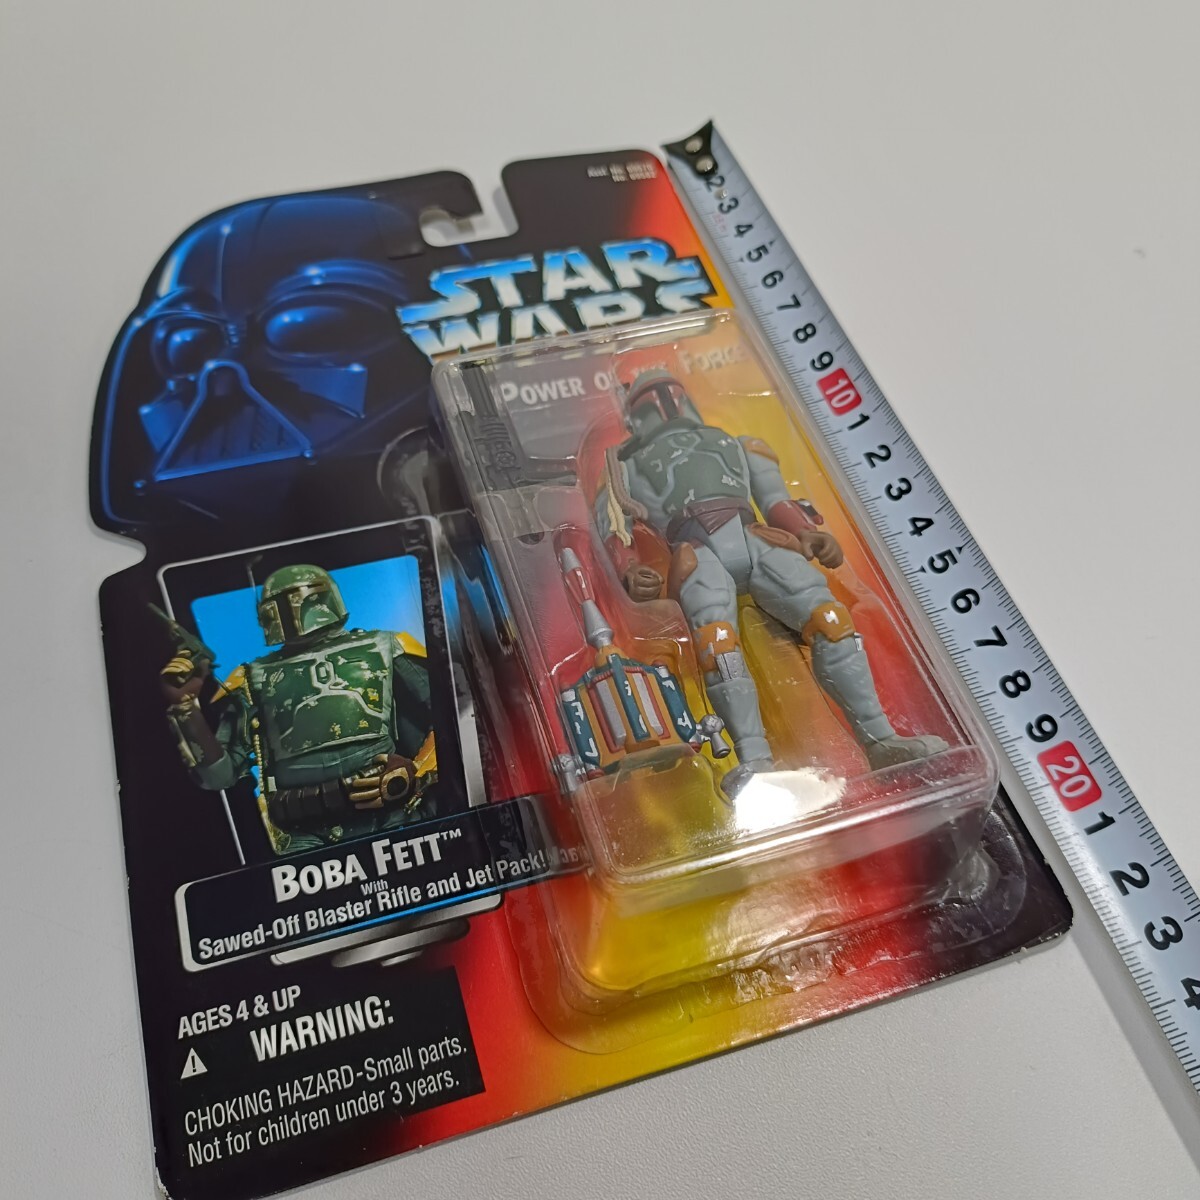 STAR
WARS
POWER OF THE FORCE
BOBA FETT™
With
Sawed-Off Blaster Rifle and Jet Pack!
AGES 4 & UP
WARNING:
CHOKING HAZARD-Small parts.
Not for children under 3 years.
2 3 4 5 6 7 8 9 10 1 2 3 4 5 6 7 8 9 20 1 2 3 4